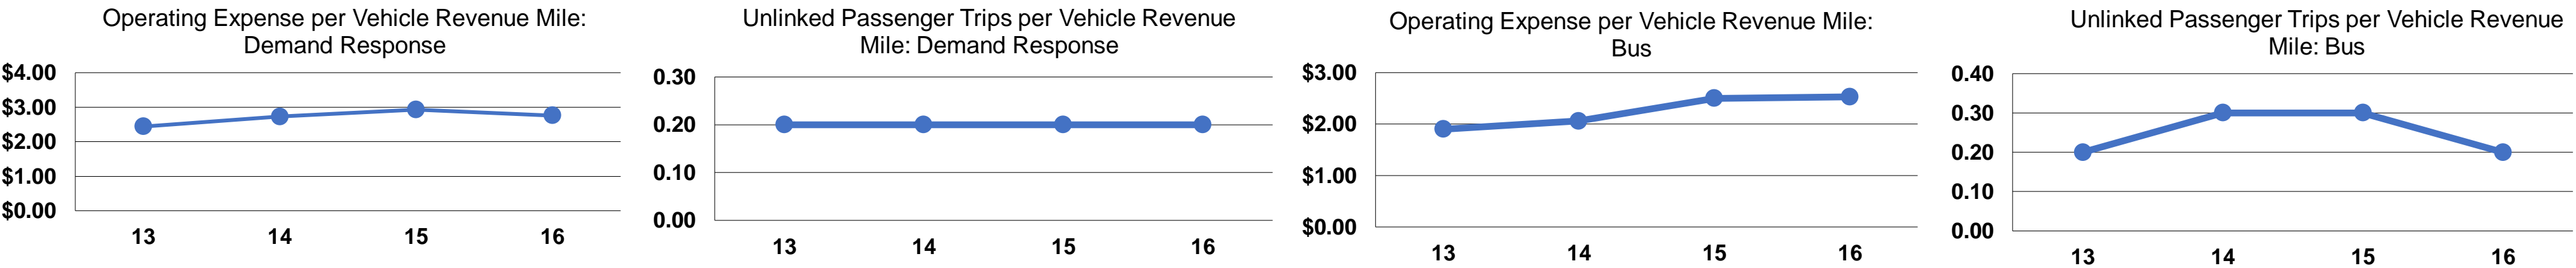 Operating Expense per Vehicle Revenue Mile:
Demand Response
$4.00
$3.00
$2.00
$1.00
$0.00
13 14 15 16
Unlinked Passenger Trips per Vehicle Revenue
Mile: Demand Response
0.30
0.20
0.10
0.00
13 14 15 16
Operating Expense per Vehicle Revenue Mile:
Bus
$3.00
$2.00
$1.00
$0.00
13 14 15 16
Unlinked Passenger Trips per Vehicle Revenue
Mile: Bus
0.40
0.30
0.20
0.10
0.00
13 14 15 16